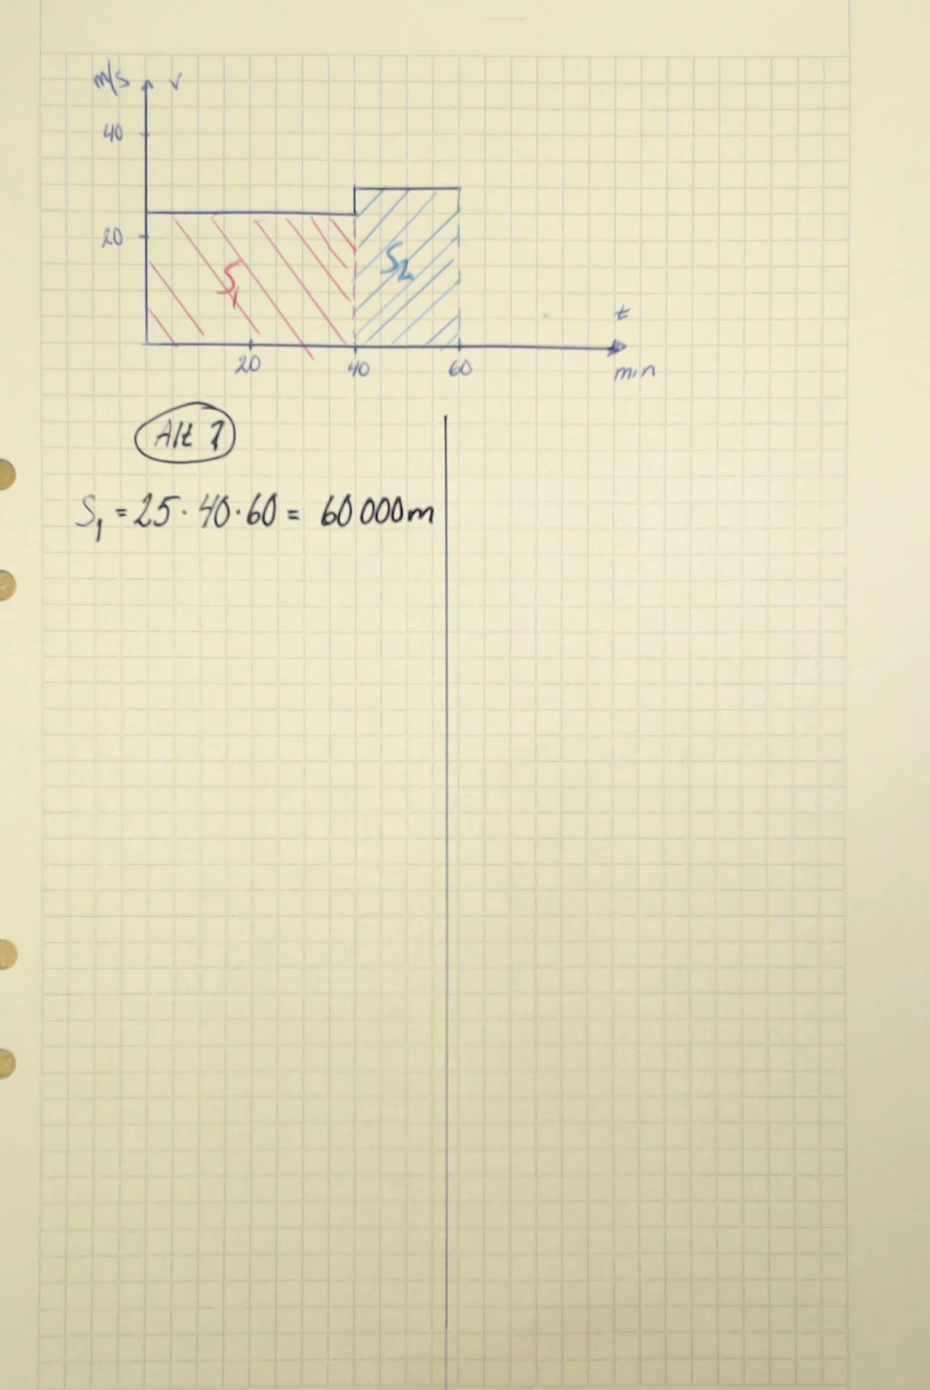 m/s v
40
20
S₁ S₂
t
20 40 60 min
Alt 1
S₁ = 25 · 40 · 60 = 60 000 m